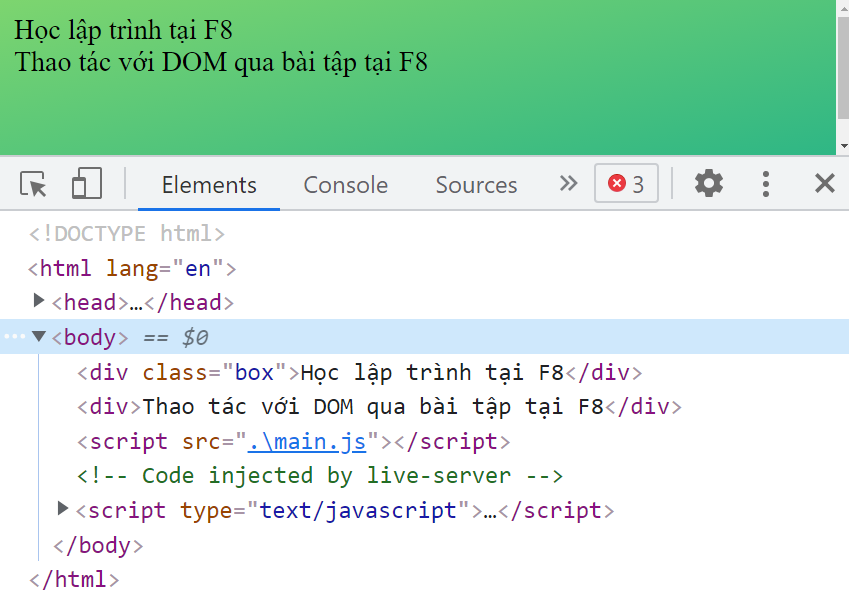 Học lập trình tại F8
Thao tác với DOM qua bài tập tại F8
Elements Console Sources » 3
<!DOCTYPE html>
<html lang="en">
<head>…</head>
<body> == $0
<div class="box">Học lập trình tại F8</div>
<div>Thao tác với DOM qua bài tập tại F8</div>
<script src=".\main.js"></script>
<!-- Code injected by live-server -->
<script type="text/javascript">…</script>
</body>
</html>